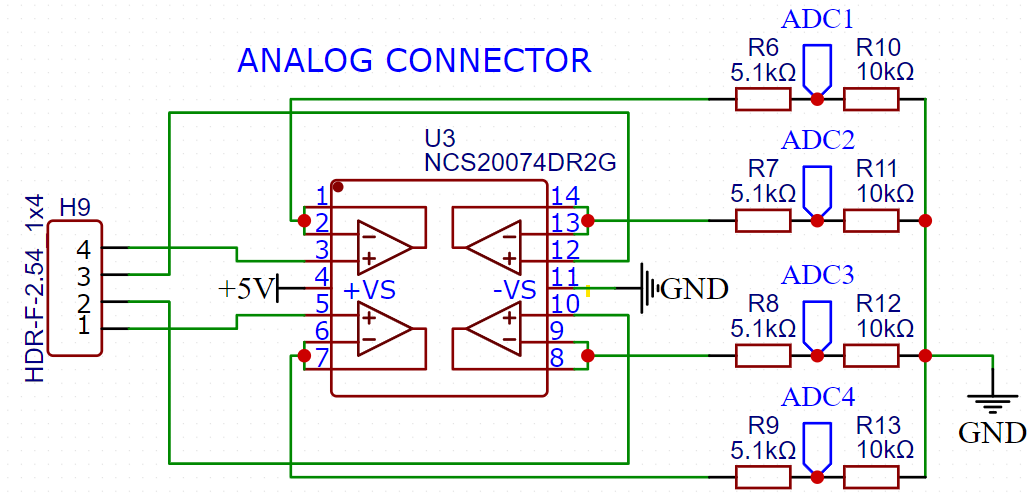 ADC1
R6
R10
5.1kΩ
10kΩ
ANALOG CONNECTOR
U3
NCS20074DR2G
ADC2
R7
R11
5.1kΩ
10kΩ
H9
HDR-F-2.54 1x4
4
3
2
1
1
2
3
4
5
6
7
14
13
12
11
10
9
8
+5V
+VS
-VS
GND
ADC3
R8
R12
5.1kΩ
10kΩ
ADC4
R9
R13
5.1kΩ
10kΩ
GND